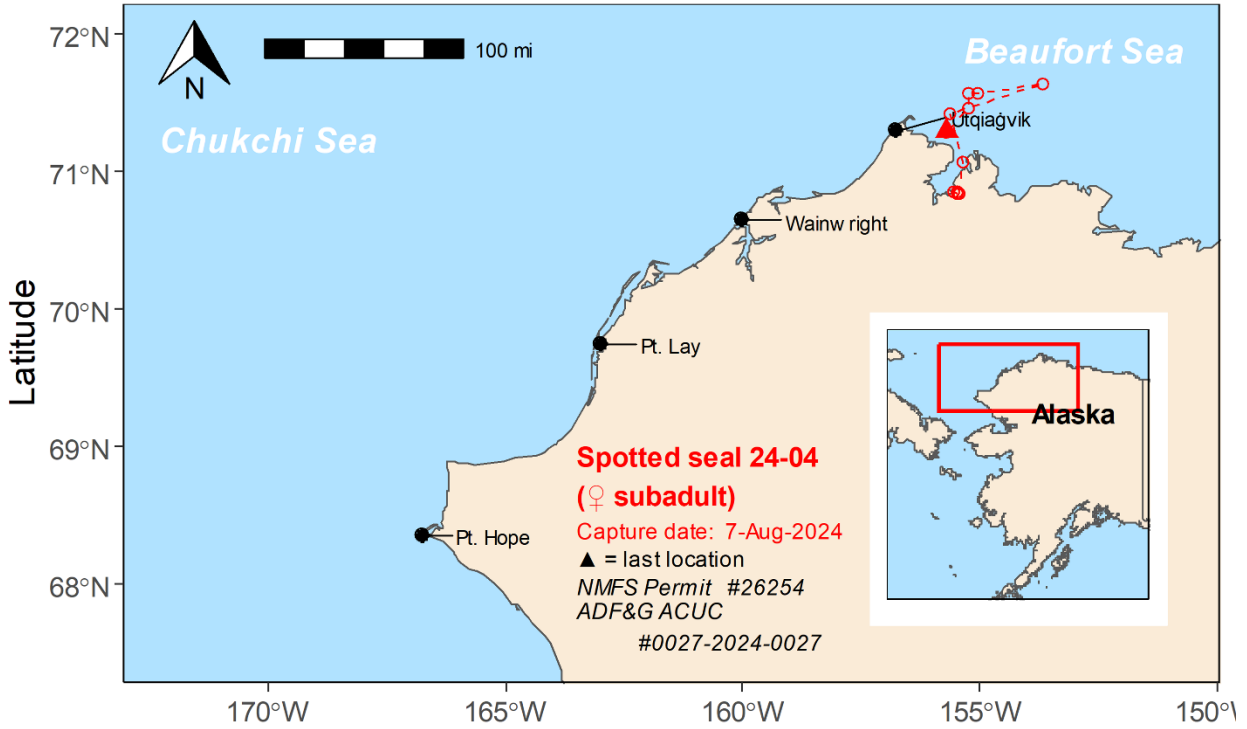 72°N
71°N
70°N
69°N
68°N
Latitude
N
100 mi
Beaufort Sea
Chukchi Sea
Utqiaġvik
Wainw right
Pt. Lay
Pt. Hope
Spotted seal 24-04
(♀ subadult)
Capture date: 7-Aug-2024
▲ = last location
NMFS Permit #26254
ADF&G ACUC
#0027-2024-0027
Alaska
170°W
165°W
160°W
155°W
150°W